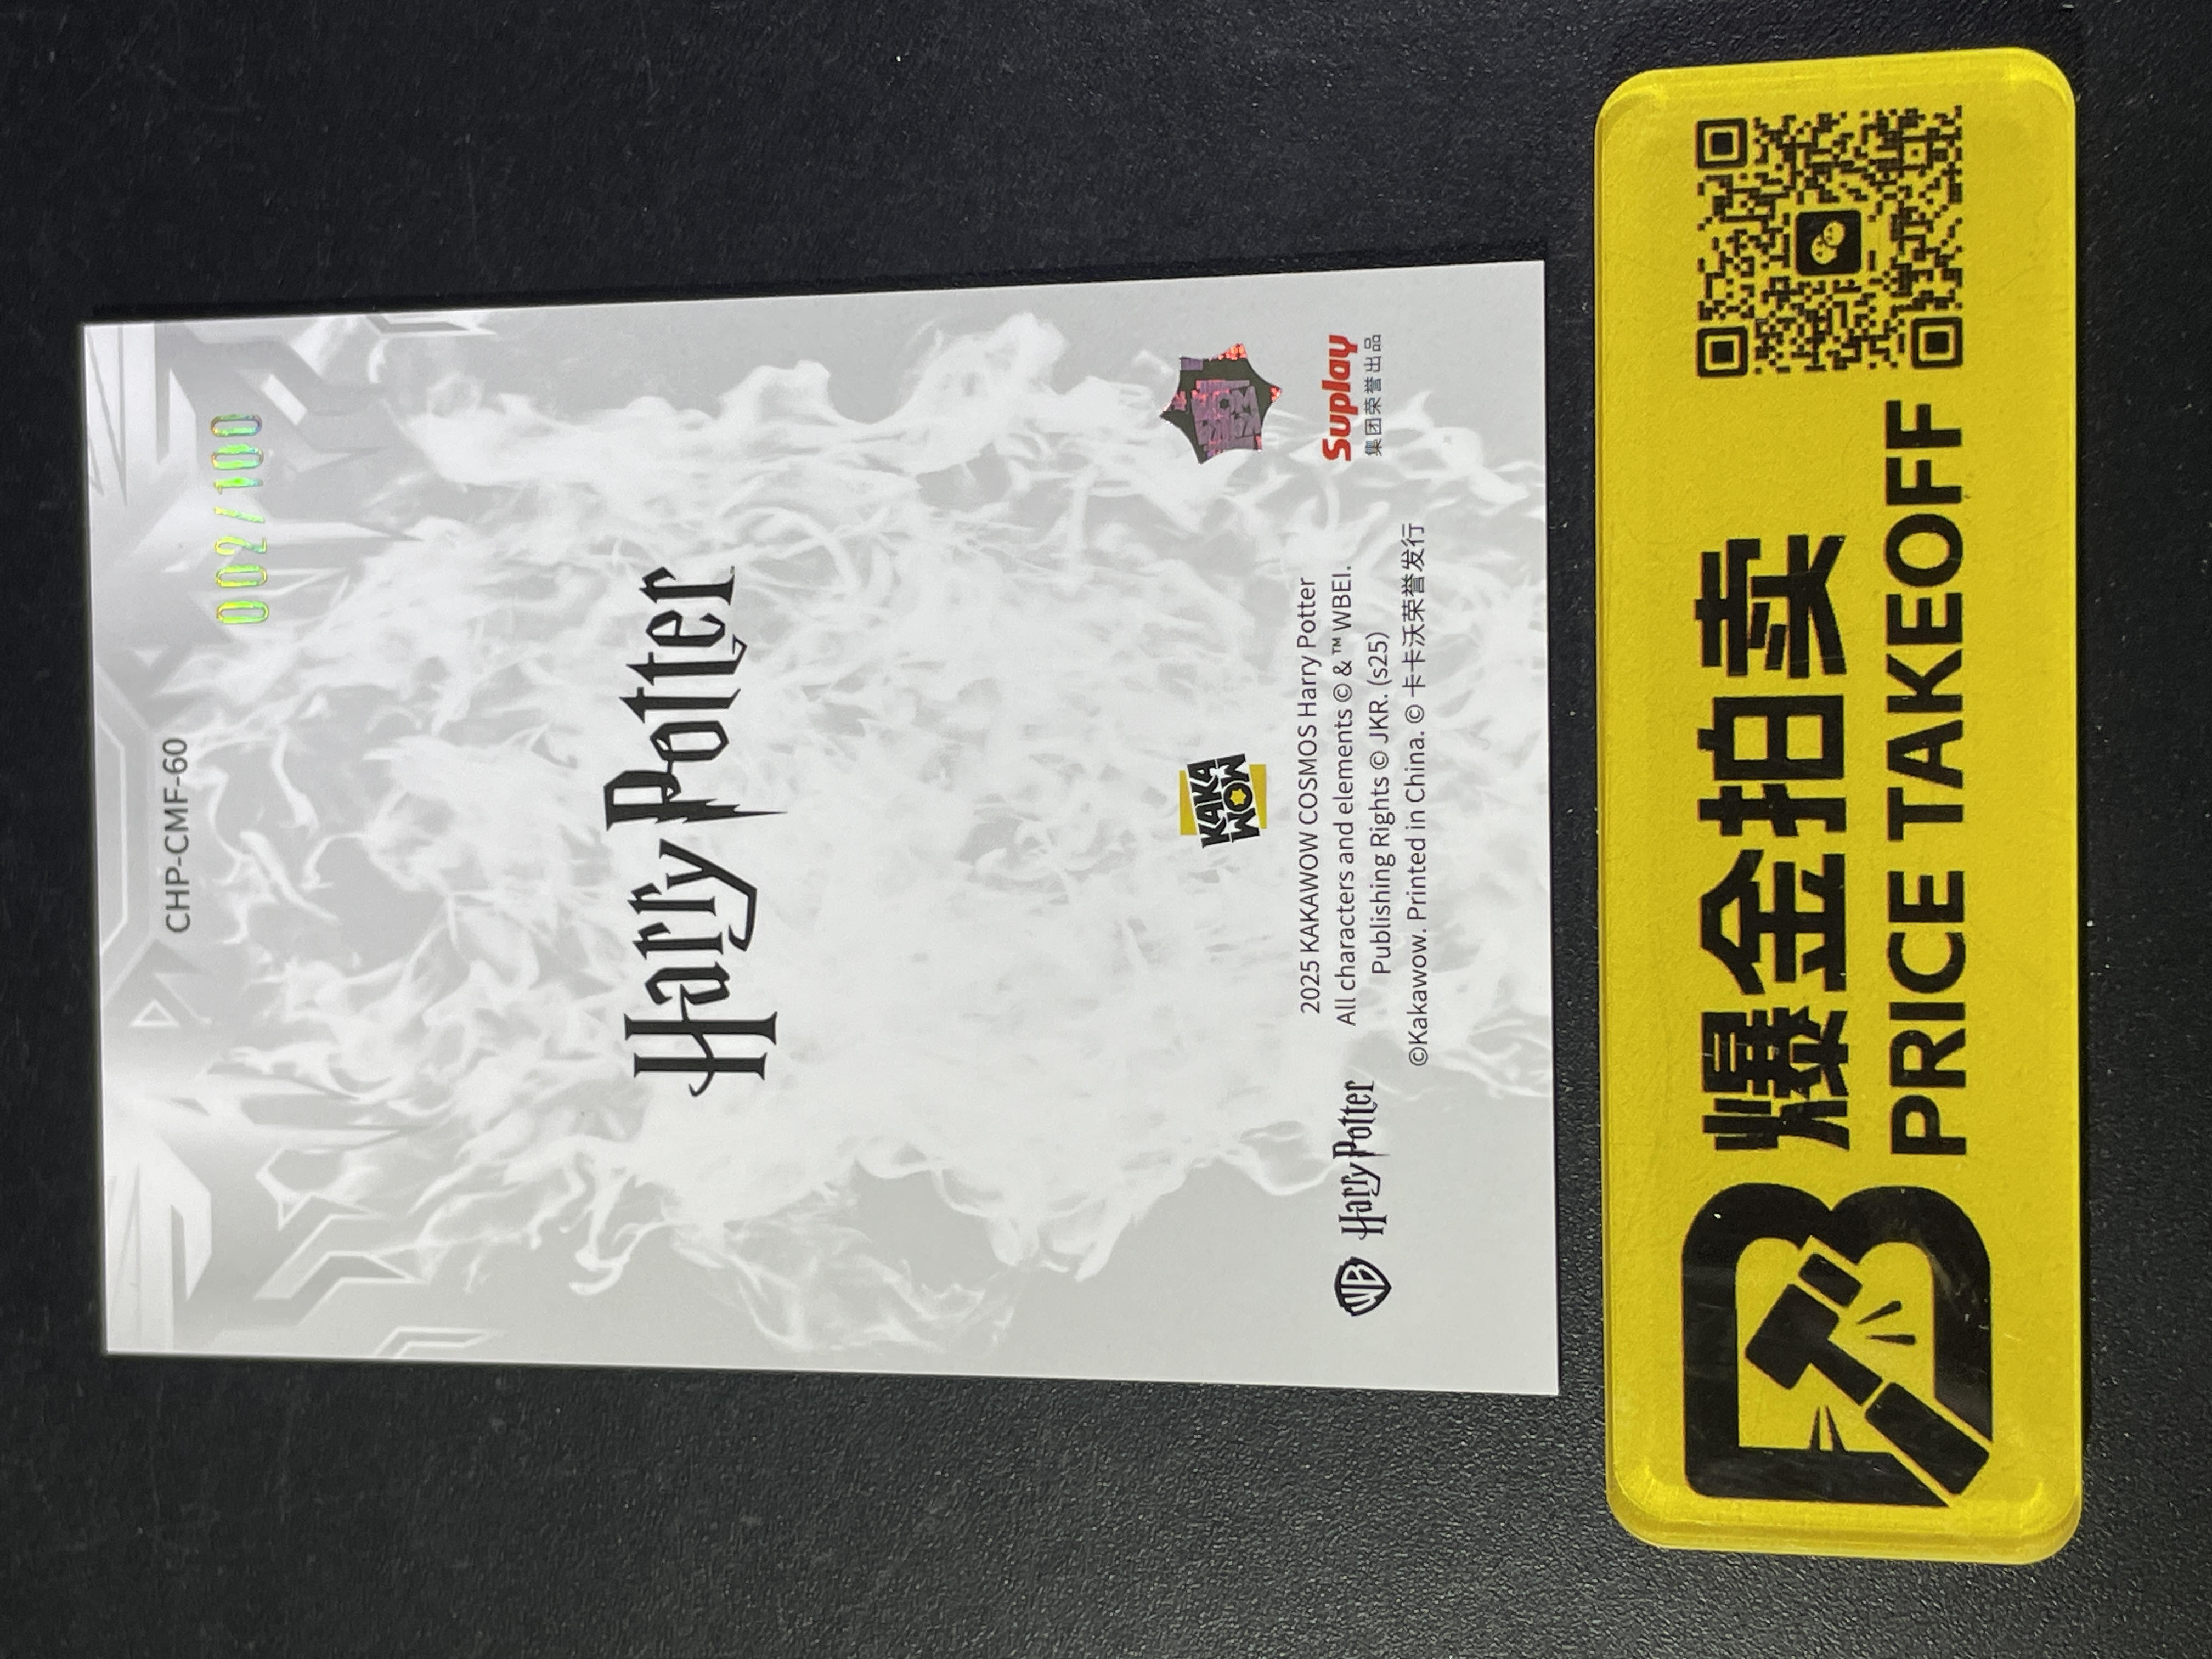 CHP-CMF-60
002/100
Harry Potter
KAKA
WOW
2025 KAKAWOW COSMOS Harry Potter
All characters and elements © & ™ WBEI.
Publishing Rights © JKR. (s25)
©Kakawow. Printed in China. © 卡卡沃荣誉发行
WB
Harry Potter
Suplay
集团荣誉出品
爆金拍卖
PRICE TAKEOFF